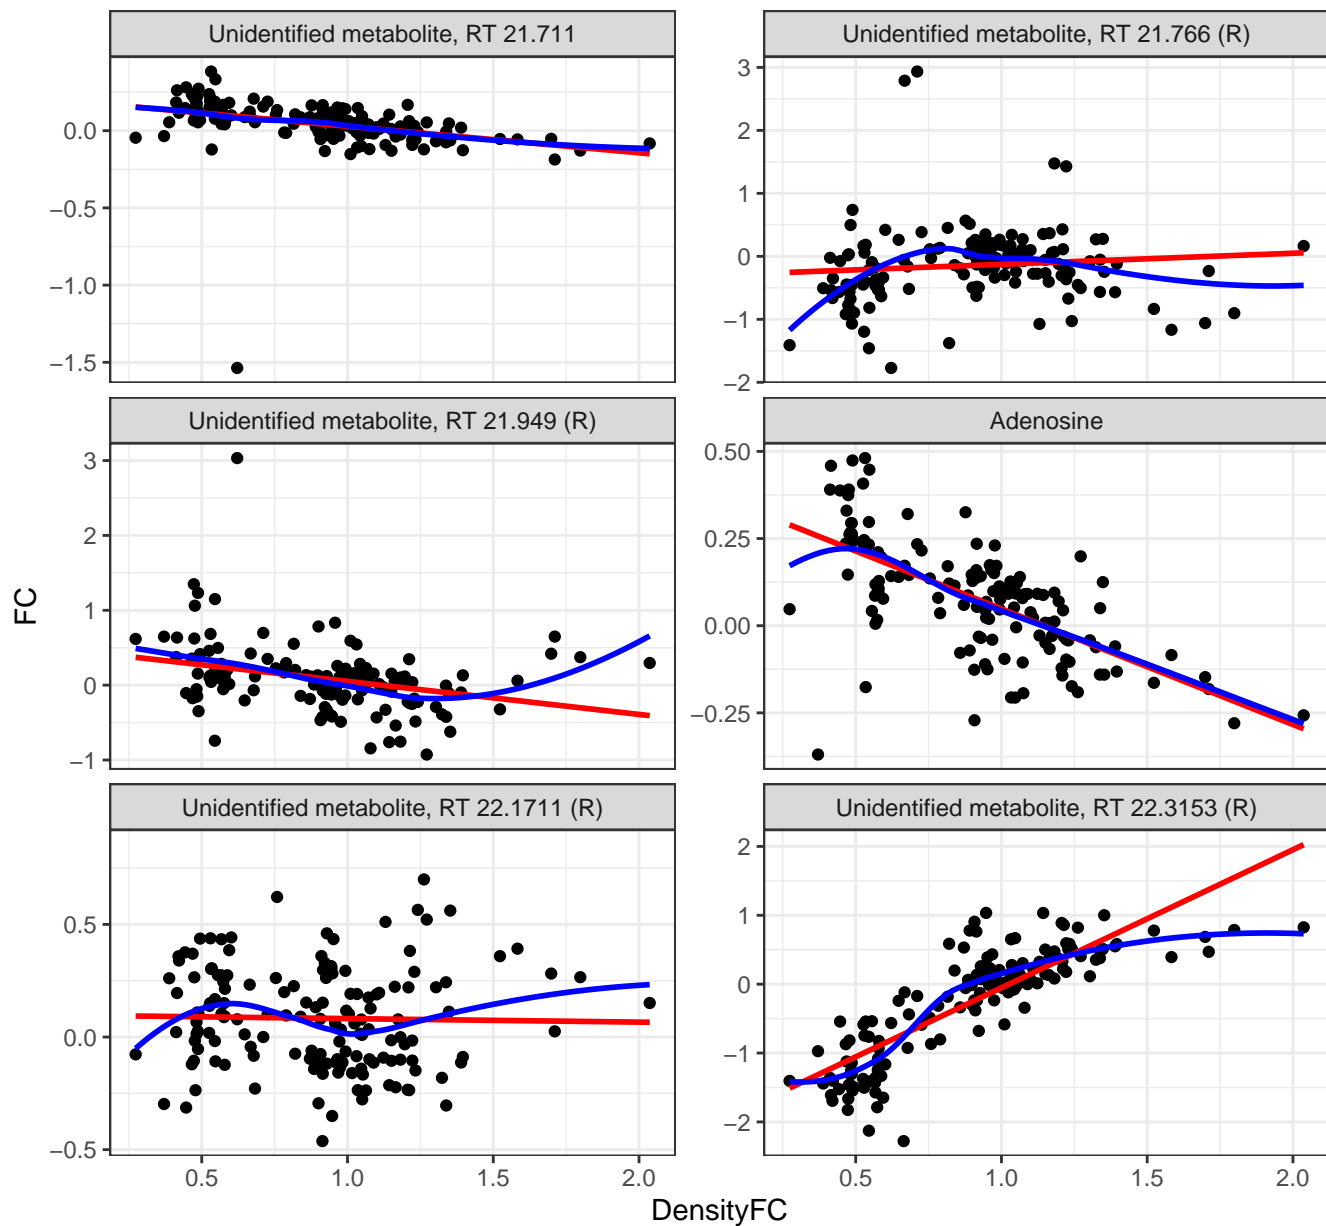 Unidentified metabolite, RT 21.711
Unidentified metabolite, RT 21.766 (R)
0.0
−0.5
−1.0
−1.5
3
2
1
0
−1
−2
Unidentified metabolite, RT 21.949 (R)
Adenosine
3
2
1
0
−1
0.50
0.25
0.00
−0.25
FC
Unidentified metabolite, RT 22.1711 (R)
Unidentified metabolite, RT 22.3153 (R)
0.5
0.0
−0.5
2
1
0
−1
−2
0.5 1.0 1.5 2.0
0.5 1.0 1.5 2.0
DensityFC